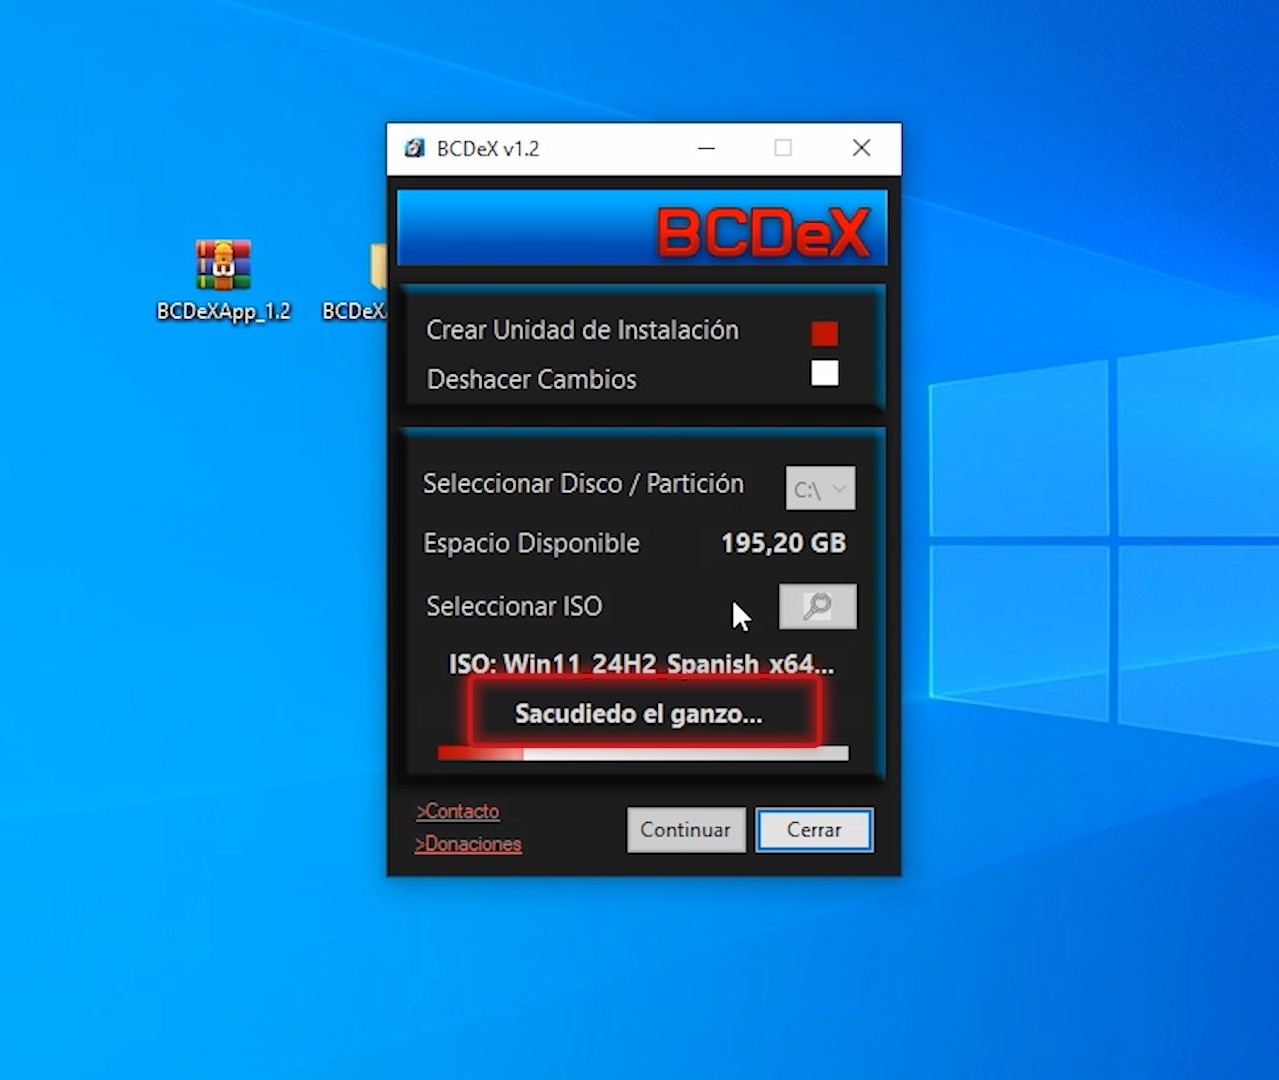 BCDeX v1.2
BCDeX
BCDeXApp_1.2
BCDeX
Crear Unidad de Instalación
Deshacer Cambios
Seleccionar Disco / Partición
C:\
Espacio Disponible
195,20 GB
Seleccionar ISO
ISO: Win11_24H2_Spanish_x64...
Sacudiedo el ganzo...
>Contacto
>Donaciones
Continuar
Cerrar